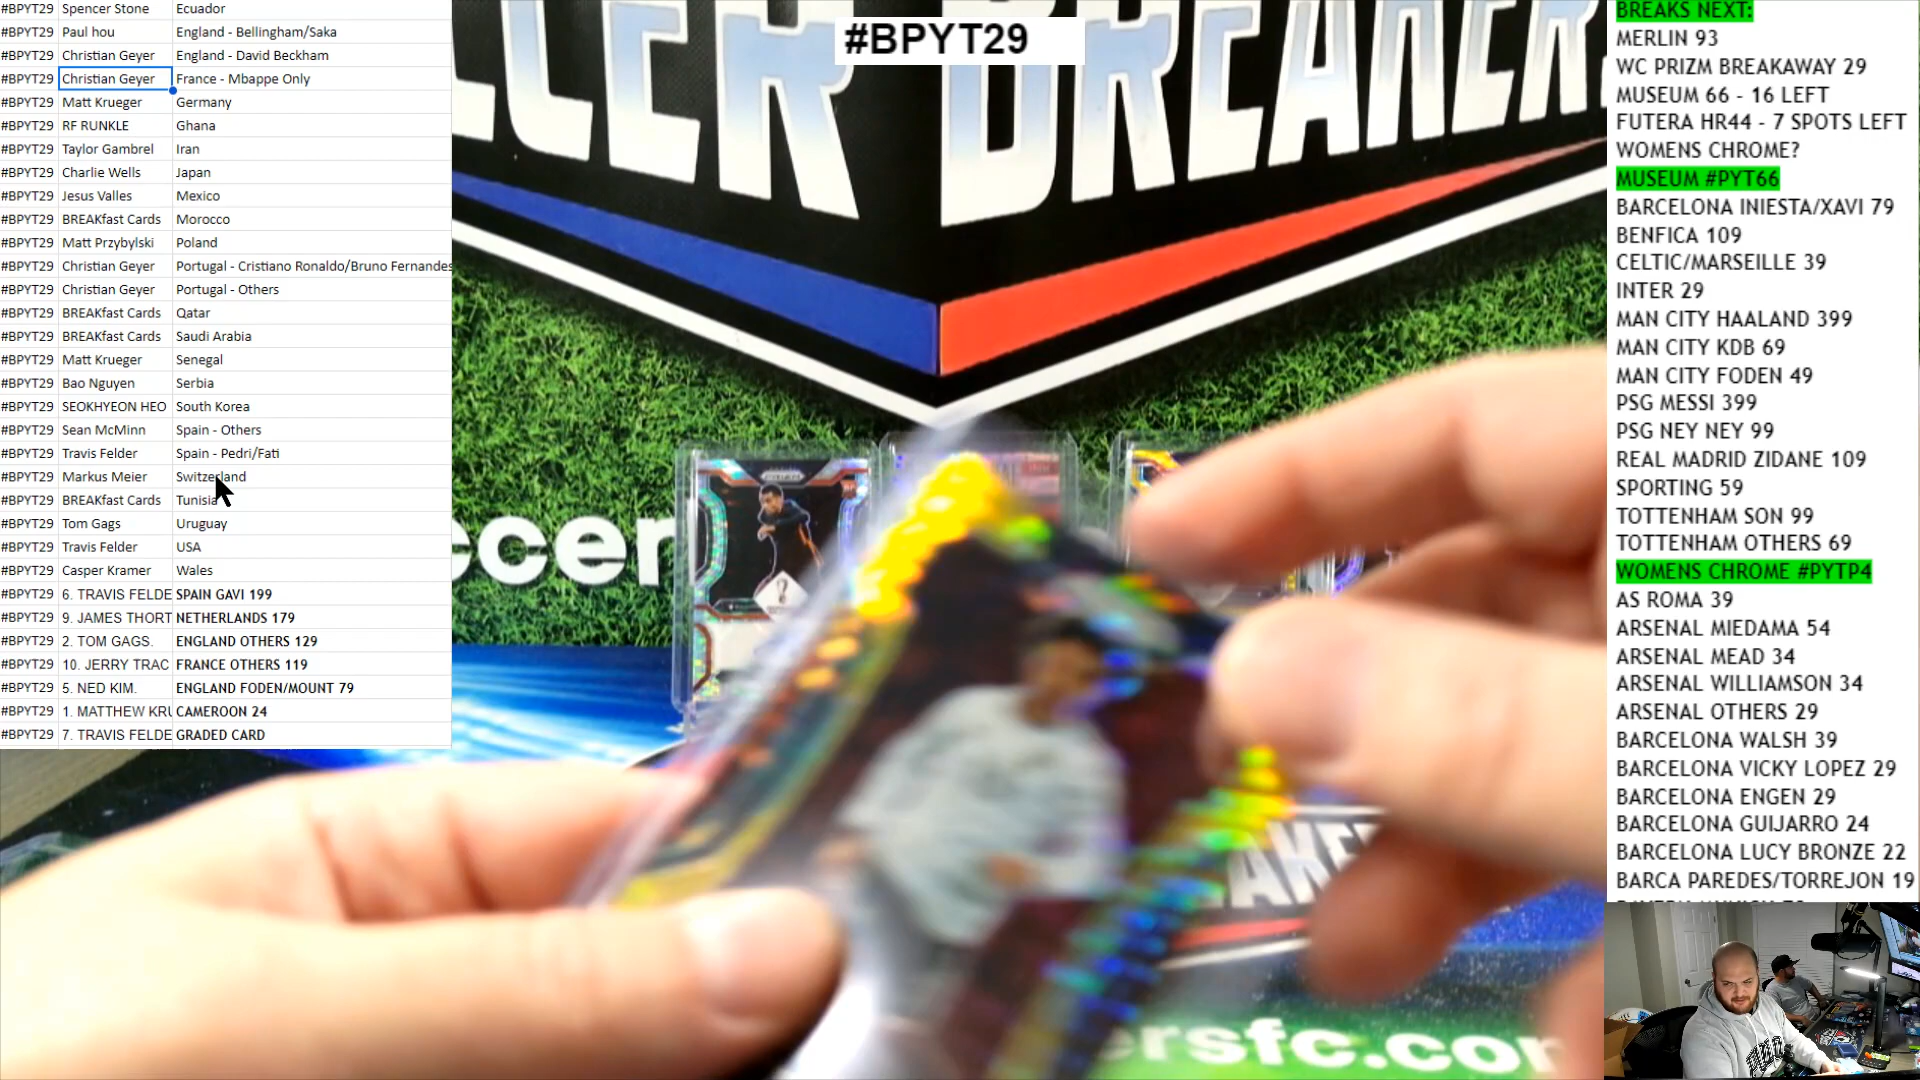 #BPYT29 Spencer Stone Ecuador
#BPYT29 Paul hou England - Bellingham/Saka
#BPYT29 Christian Geyer England - David Beckham
#BPYT29 Christian Geyer France - Mbappe Only
#BPYT29 Matt Krueger Germany
#BPYT29 RF RUNKLE Ghana
#BPYT29 Taylor Gambrel Iran
#BPYT29 Charlie Wells Japan
#BPYT29 Jesus Valles Mexico
#BPYT29 BREAKfast Cards Morocco
#BPYT29 Matt Przybylski Poland
#BPYT29 Christian Geyer Portugal - Cristiano Ronaldo/Bruno Fernandes
#BPYT29 Christian Geyer Portugal - Others
#BPYT29 BREAKfast Cards Qatar
#BPYT29 BREAKfast Cards Saudi Arabia
#BPYT29 Matt Krueger Senegal
#BPYT29 Bao Nguyen Serbia
#BPYT29 SEOKHYEON HEO South Korea
#BPYT29 Sean McMinn Spain - Others
#BPYT29 Travis Felder Spain - Pedri/Fati
#BPYT29 Markus Meier Switzerland
#BPYT29 BREAKfast Cards Tunisia
#BPYT29 Tom Gags Uruguay
#BPYT29 Travis Felder USA
#BPYT29 Casper Kramer Wales
#BPYT29 6. TRAVIS FELDE SPAIN GAVI 199
#BPYT29 9. JAMES THORT NETHERLANDS 179
#BPYT29 2. TOM GAGS. ENGLAND OTHERS 129
#BPYT29 10. JERRY TRAC FRANCE OTHERS 119
#BPYT29 5. NED KIM. ENGLAND FODEN/MOUNT 79
#BPYT29 1. MATTHEW KRU CAMEROON 24
#BPYT29 7. TRAVIS FELDE GRADED CARD
#BPYT29
CCER BREAKER
ecer
AKE
ersfc.com
BREAKS NEXT:
MERLIN 93
WC PRIZM BREAKAWAY 29
MUSEUM 66 - 16 LEFT
FUTERA HR44 - 7 SPOTS LEFT
WOMENS CHROME?
MUSEUM #PYT66
BARCELONA INIESTA/XAVI 79
BENFICA 109
CELTIC/MARSEILLE 39
INTER 29
MAN CITY HAALAND 399
MAN CITY KDB 69
MAN CITY FODEN 49
PSG MESSI 399
PSG NEY NEY 99
REAL MADRID ZIDANE 109
SPORTING 59
TOTTENHAM SON 99
TOTTENHAM OTHERS 69
WOMENS CHROME #PYTP4
AS ROMA 39
ARSENAL MIEDAMA 54
ARSENAL MEAD 34
ARSENAL WILLIAMSON 34
ARSENAL OTHERS 29
BARCELONA WALSH 39
BARCELONA VICKY LOPEZ 29
BARCELONA ENGEN 29
BARCELONA GUIJARRO 24
BARCELONA LUCY BRONZE 22
BARCA PAREDES/TORREJON 19